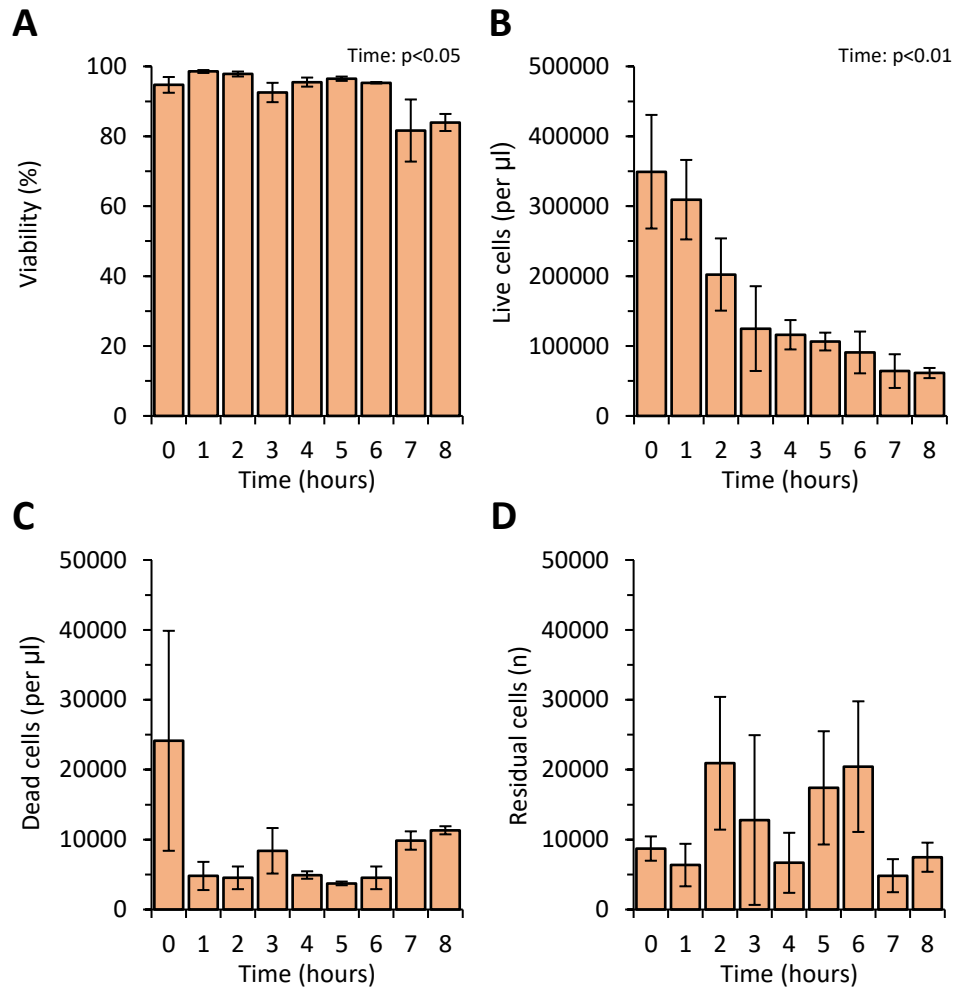 A
Time: p<0.05
Viability (%)
100
80
60
40
20
0
0 1 2 3 4 5 6 7 8
Time (hours)
B
Time: p<0.01
Live cells (per µl)
500000
400000
300000
200000
100000
0
0 1 2 3 4 5 6 7 8
Time (hours)
C
Dead cells (per µl)
50000
40000
30000
20000
10000
0
0 1 2 3 4 5 6 7 8
Time (hours)
D
Residual cells (n)
50000
40000
30000
20000
10000
0
0 1 2 3 4 5 6 7 8
Time (hours)